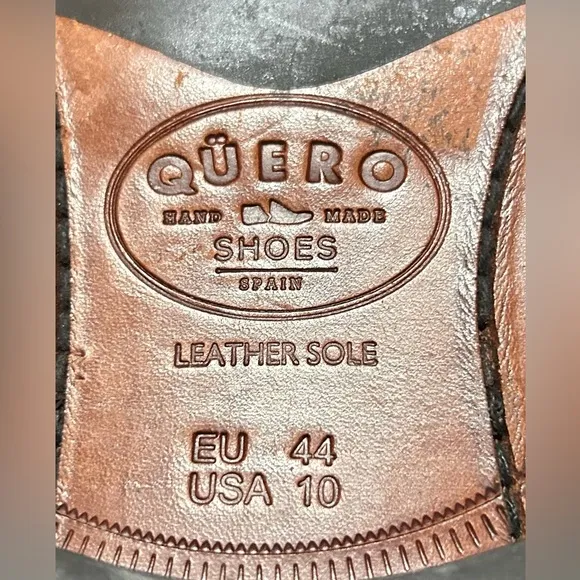 QÜERO
HAND MADE
SHOES
SPAIN
LEATHER SOLE
EU 44
USA 10